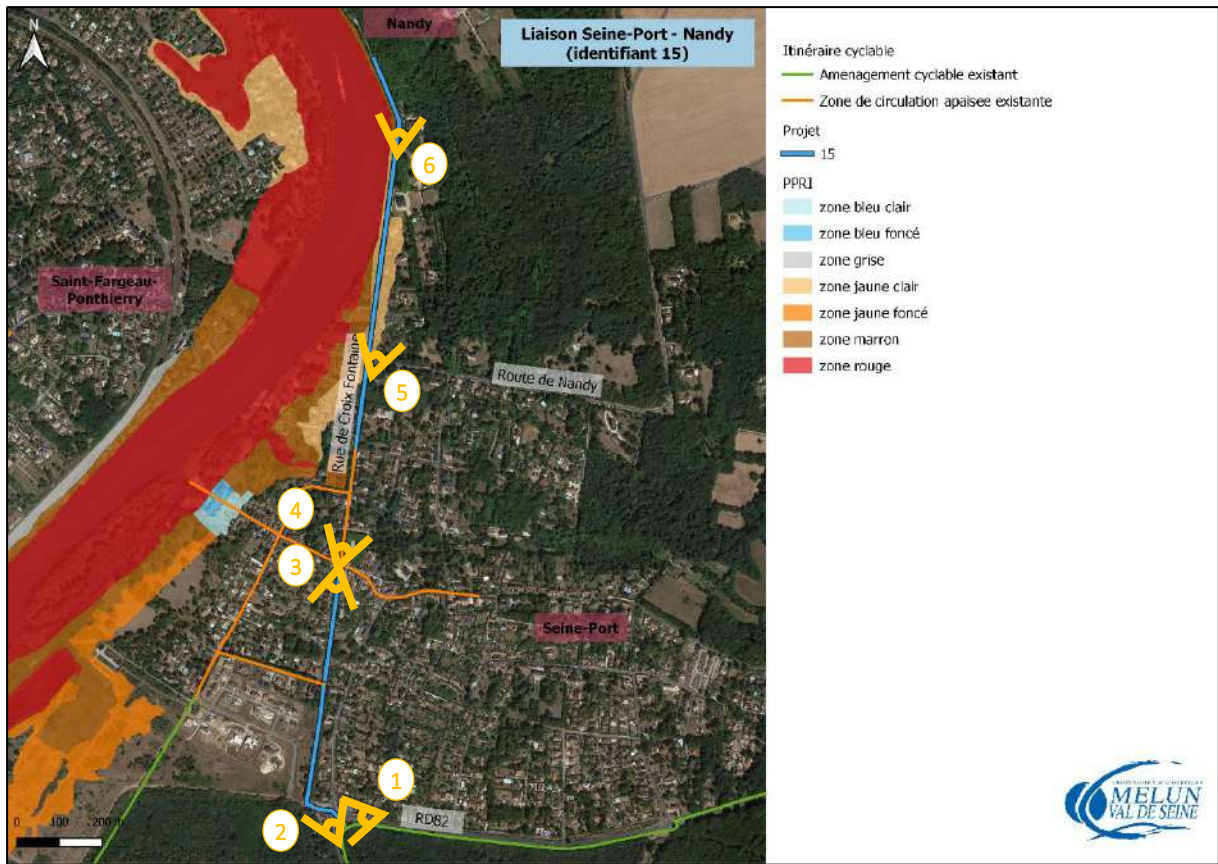 N
Nandy
Liaison Seine-Port - Nandy
(identifiant 15)
Saint-Fargeau-
Ponthierry
Rue de Croix Fontaine
Route de Nandy
Seine-Port
RD82
1
2
3
4
5
6
0 100 200 m
Itinéraire cyclable
Amenagement cyclable existant
Zone de circulation apaisee existante
Projet
15
PPRI
zone bleu clair
zone bleu foncé
zone grise
zone jaune clair
zone jaune foncé
zone marron
zone rouge
MELUN
VAL DE SEINE